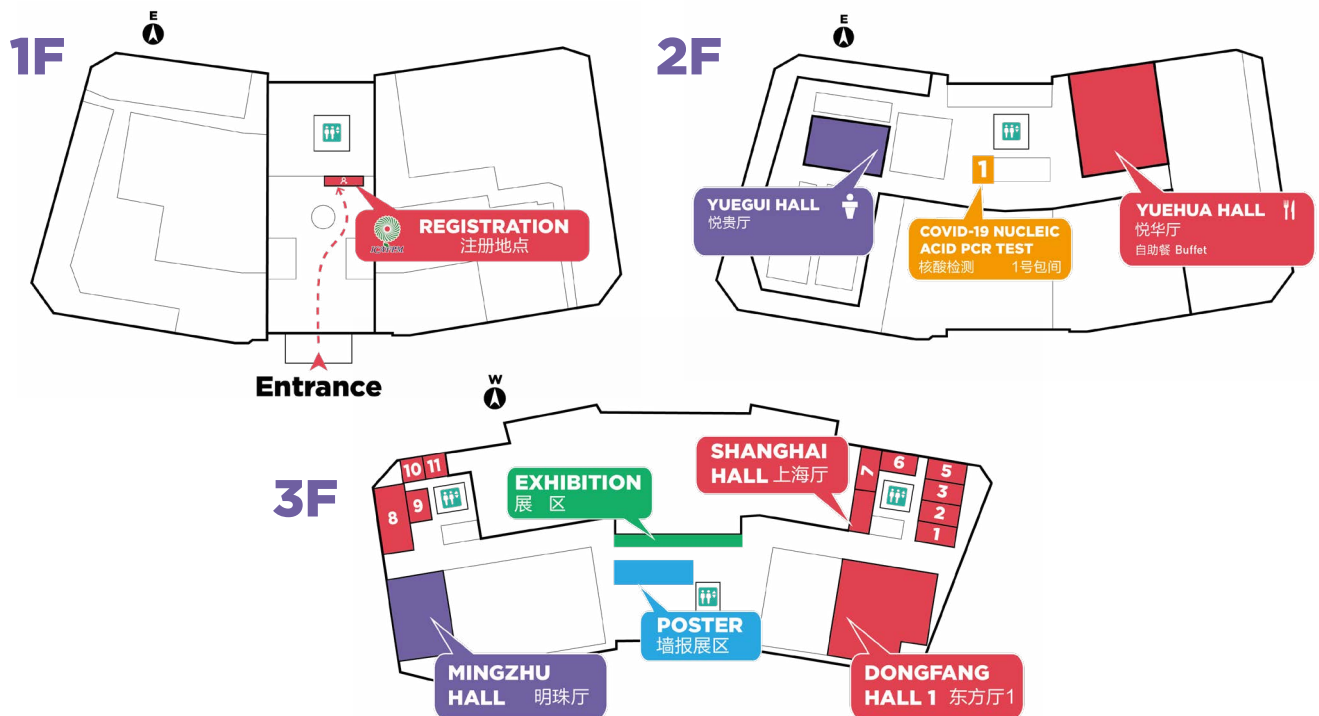 1F
E
REGISTRATION
注册地点
Entrance
2F
E
YUEGUI HALL
悦贵厅
1
COVID-19 NUCLEIC
ACID PCR TEST
核酸检测 1号包间
YUEHUA HALL
悦华厅
自助餐 Buffet
3F
W
10 11
9
8
EXHIBITION
展 区
SHANGHAI
HALL 上海厅
7
6
5
3
2
1
POSTER
墙报展区
MINGZHU
HALL 明珠厅
DONGFANG
HALL 1 东方厅1